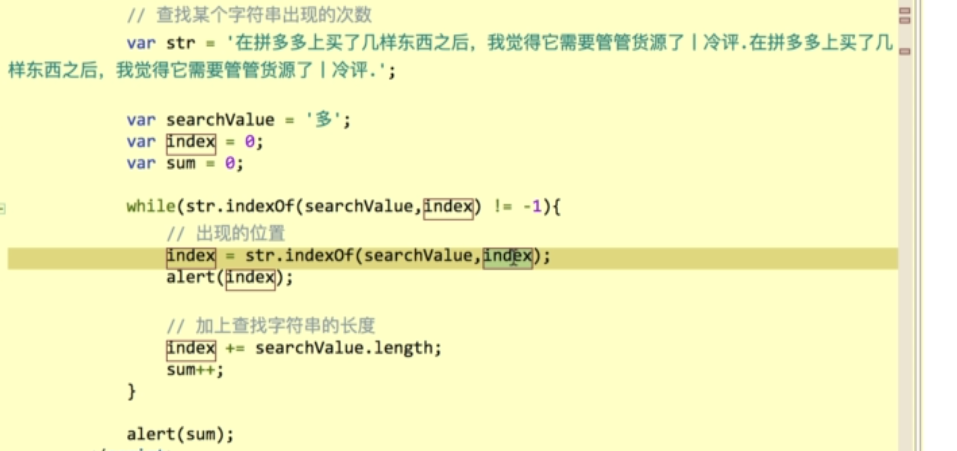 // 查找某个字符串出现的次数
var str = '在拼多多上买了几样东西之后，我觉得它需要管管货源了丨冷评.在拼多多上买了几
样东西之后，我觉得它需要管管货源了丨冷评.';
var searchValue = '多';
var index = 0;
var sum = 0;
while(str.indexOf(searchValue,index) != -1){
// 出现的位置
index = str.indexOf(searchValue,index);
alert(index);
// 加上查找字符串的长度
index += searchValue.length;
sum++;
}
alert(sum);